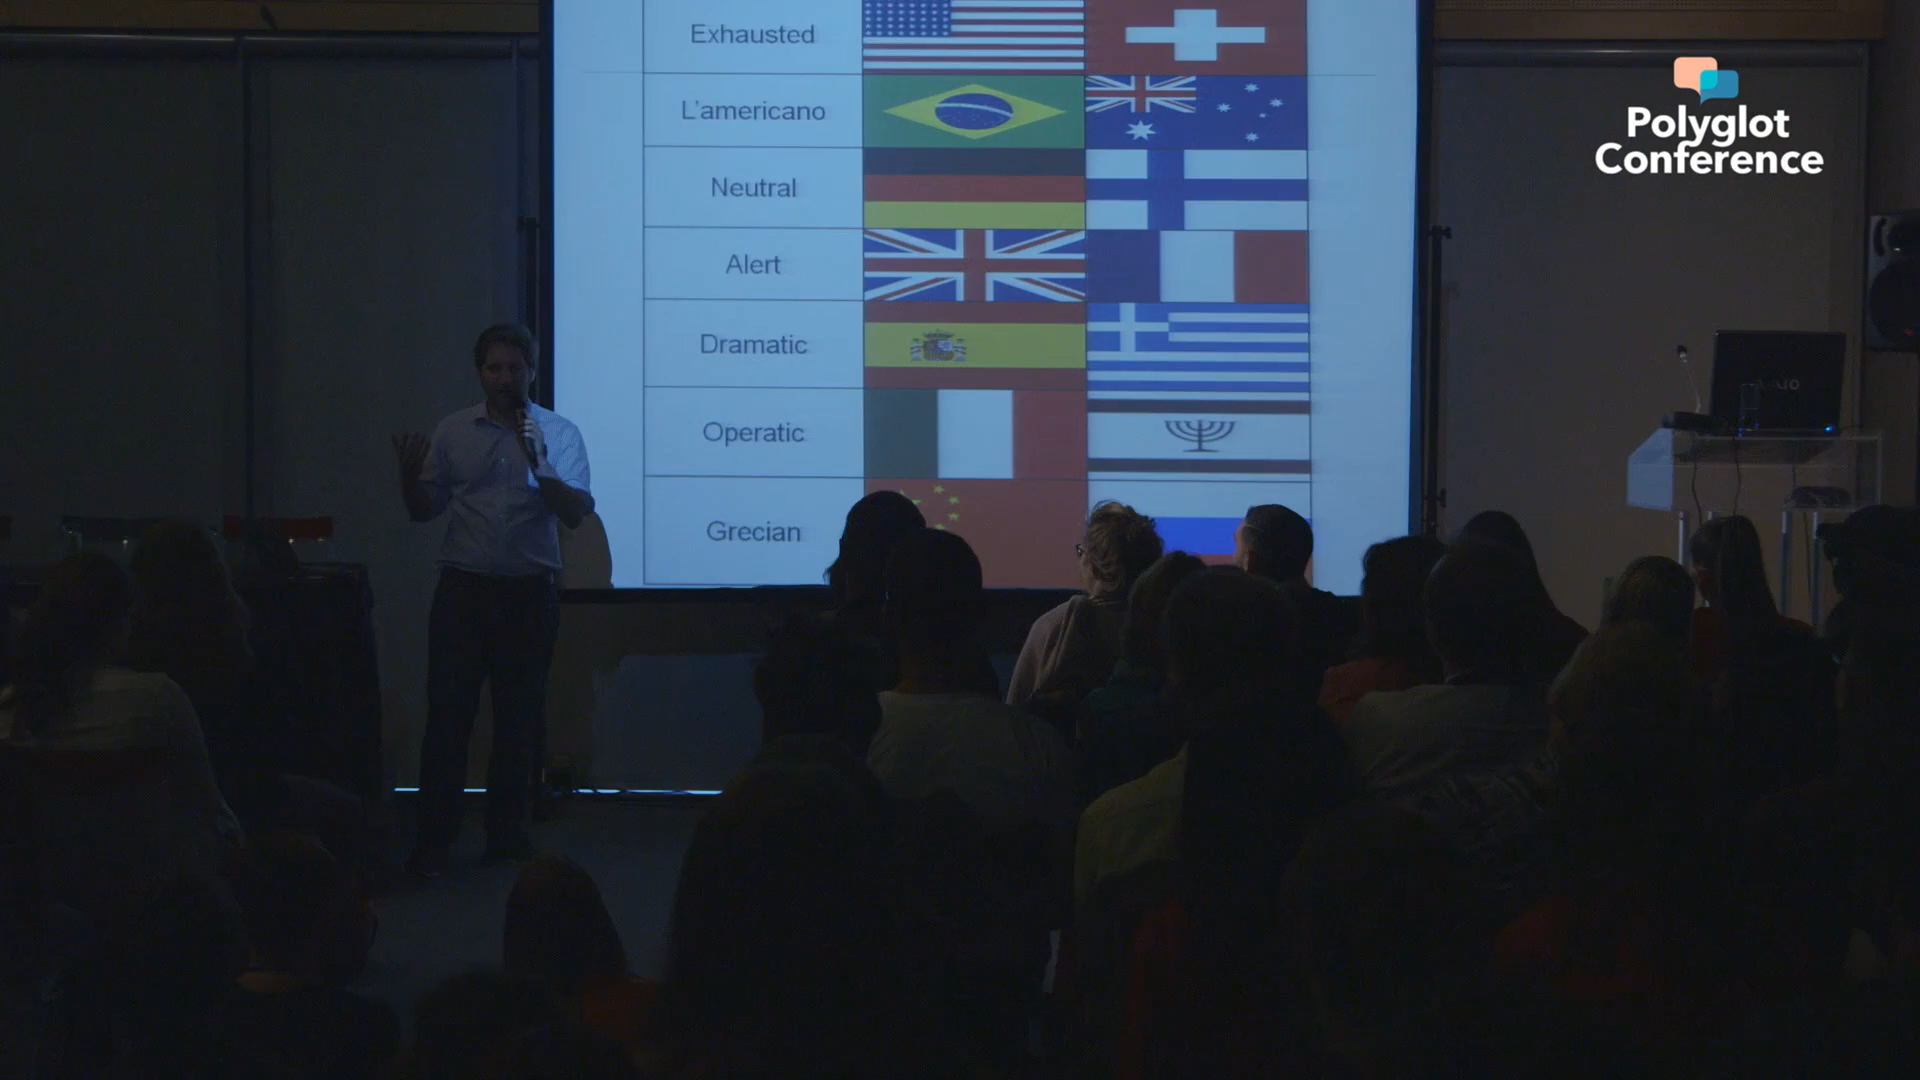 Exhausted
L'americano
Neutral
Alert
Dramatic
Operatic
Grecian
Polyglot
Conference